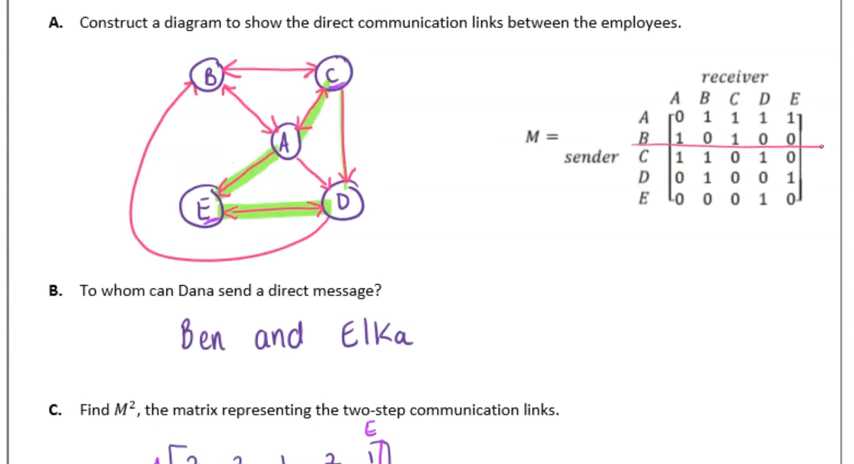 A. Construct a diagram to show the direct communication links between the employees.
B
C
A
E
D
receiver
A B C D E
A 0 1 1 1 1
M =
B 1 0 1 0 0
sender C 1 1 0 1 0
D 0 1 0 0 1
E 0 0 0 1 0
B. To whom can Dana send a direct message?
Ben and Elka
C. Find M², the matrix representing the two-step communication links.
E